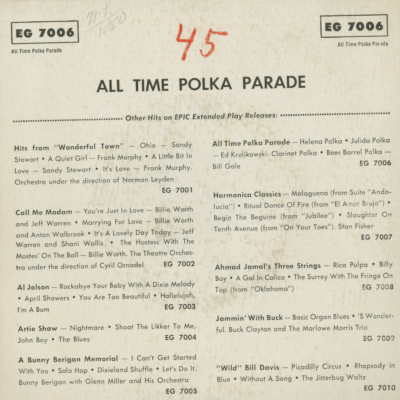 EG 7006
All Time Polka Parade
1.50
45
EG 7006
All Time Polka Parade
ALL TIME POLKA PARADE
Other Hits on EPIC Extended Play Releases:
Hits from "Wonderful Town" — Ohio — Sandy
Stewart • A Quiet Girl — Frank Murphy • A Little Bit In
Love — Sandy Stewart • It's Love — Frank Murphy.
Orchestra under the direction of Norman Leyden
EG 7001
Call Me Madam — You're Just In Love — Billie Worth
and Jeff Warren • Marrying For Love — Billie Worth
and Anton Walbrook • It's A Lovely Day Today — Jeff
Warren and Shani Wallis • The Hostess With The
Mostes' On The Ball — Billie Worth. The Theatre Orches-
tra under the direction of Cyril Ornadel. EG 7002
Al Jolson — Rockabye Your Baby With A Dixie Melody
• April Showers • You Are Too Beautiful • Hallelujah,
I'm A Bum EG 7003
Artie Shaw — Nightmare • Shoot The Likker To Me,
John Boy • The Blues EG 7004
A Bunny Berigan Memorial — I Can't Get Started
With You • Solo Hop • Dixieland Shuffle • Let's Do It.
Bunny Berigan with Glenn Miller and His Orchestra
EG 7005
All Time Polka Parade — Helena Polka • Julida Polka
— Ed Kralikowski: Clarinet Polka • Beer Barrel Polka —
Bill Gale EG 7006
Harmonica Classics — Malaguena (from Suite "Anda-
lucia") • Ritual Dance Of Fire (from "El Amor Brujo") •
Begin The Beguine (from "Jubilee") • Slaughter On
Tenth Avenue (from "On Your Toes"). Stan Fisher
EG 7007
Ahmad Jamal's Three Strings — Rica Pulpa • Billy
Boy • A Gal In Calico • The Surrey With The Fringe On
Top (from "Oklahoma") EG 7008
Jammin' With Buck — Basic Organ Blues • 'S Wonder-
ful. Buck Clayton and The Marlowe Morris Trio
EG 7009
"Wild" Bill Davis — Picadilly Circus • Rhapsody In
Blue • Without A Song • The Jitterbug Waltz
EG 7010